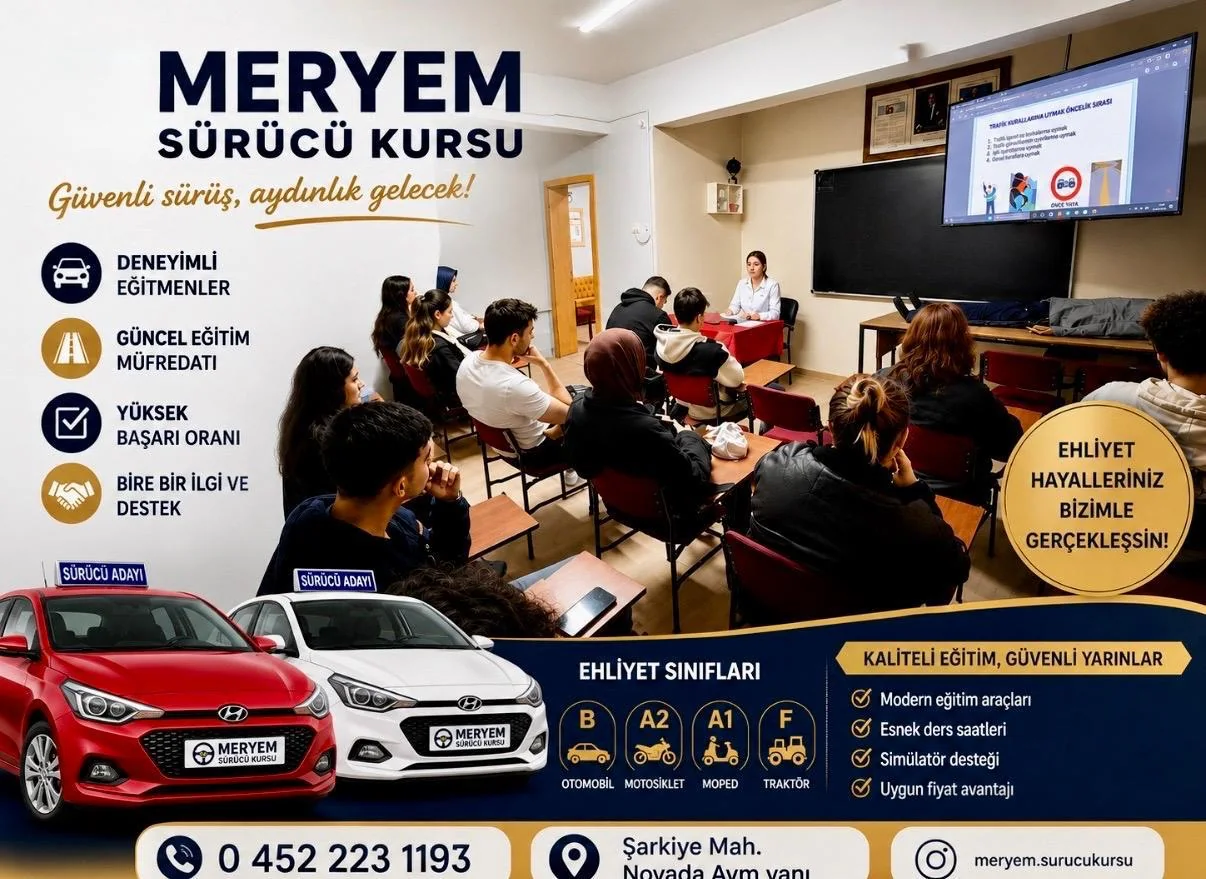 MERYEM
SÜRÜCÜ KURSU
Güvenli sürüş, aydınlık gelecek!
DENEYİMLİ
EĞİTMENLER
GÜNCEL EĞİTİM
MÜFREDATI
YÜKSEK
BAŞARI ORANI
BİRE BİR İLGİ VE
DESTEK
TRAFİK KURALLARINA UYMAK ÖNCELİK SIRASI
1.
2.
3.
4.
EHLİYET
HAYALLERİNİZ
BİZİMLE
GERÇEKLEŞSİN!
SÜRÜCÜ ADAYI
SÜRÜCÜ ADAYI
MERYEM
SÜRÜCÜ KURSU
MERYEM
SÜRÜCÜ KURSU
EHLİYET SINIFLARI
B
A2
A1
F
OTOMOBİL
MOTOSİKLET
MOPED
TRAKTÖR
KALİTELİ EĞİTİM, GÜVENLİ YARINLAR
Modern eğitim araçları
Esnek ders saatleri
Simülatör desteği
Uygun fiyat avantajı
0 452 223 1193
Şarkiye Mah.
Novada Avm yanı
meryem.surucukursu